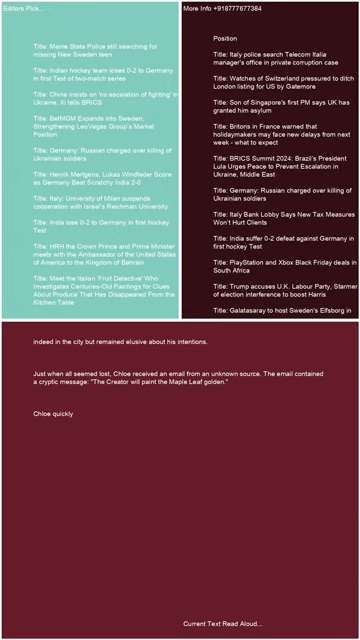 Editors Pick...
Title: Maine State Police still searching for
missing New Sweden teen
Title: Indian hockey team loses 0-2 to Germany
in first Test of two-match series
Title: China insists on 'no escalation of fighting' in
Ukraine, Xi tells BRICS
Title: BetMGM Expands into Sweden,
Strengthening LeoVegas Group's Market
Position
Title: Germany: Russian charged over killing of
Ukrainian soldiers
Title: Henrik Mertgens, Lukas Windfeder Score
as Germany Beat Scratchy India 2-0
Title: Italy: University of Milan suspends
cooperation with Israel's Reichman University
Title: India lose 0-2 to Germany in first hockey
Test
Title: HRH the Crown Prince and Prime Minister
meets with the Ambassador of the United States
of America to the Kingdom of Bahrain
Title: Meet the Italian 'Fruit Detective' Who
Investigates Centuries-Old Paintings for Clues
About Produce That Has Disappeared From the
Kitchen Table
More Info +918777677384
Position
Title: Italy police search Telecom Italia
manager's office in private corruption case
Title: Watches of Switzerland pressured to ditch
London listing for US by Gatemore
Title: Son of Singapore's first PM says UK has
granted him asylum
Title: Britons in France warned that
holidaymakers may face new delays from next
week - what to expect
Title: BRICS Summit 2024: Brazil's President
Lula Urges Peace to Prevent Escalation in
Ukraine, Middle East
Title: Germany: Russian charged over killing of
Ukrainian soldiers
Title: Italy Bank Lobby Says New Tax Measures
Won't Hurt Clients
Title: India suffer 0-2 defeat against Germany in
first hockey Test
Title: PlayStation and Xbox Black Friday deals in
South Africa
Title: Trump accuses U.K. Labour Party, Starmer
of election interference to boost Harris
Title: Galatasaray to host Sweden's Elfsborg in
indeed in the city but remained elusive about his intentions.
Just when all seemed lost, Chloe received an email from an unknown source. The email contained
a cryptic message: "The Creator will paint the Maple Leaf golden."
Chloe quickly
Current Text Read Aloud...